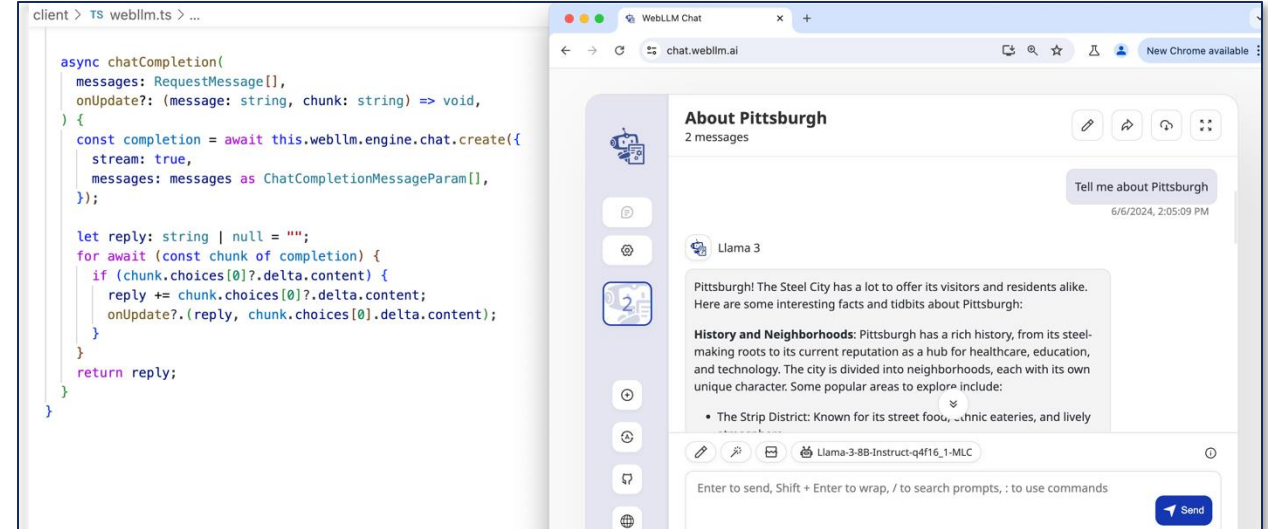 client > TS webllm.ts > ...
async chatCompletion(
messages: RequestMessage[],
onUpdate?: (message: string, chunk: string) => void,
) {
const completion = await this.webllm.engine.chat.create({
stream: true,
messages: messages as ChatCompletionMessageParam[],
});
let reply: string | null = "";
for await (const chunk of completion) {
if (chunk.choices[0]?.delta.content) {
reply += chunk.choices[0]?.delta.content;
onUpdate?.(reply, chunk.choices[0].delta.content);
}
}
return reply;
}
}
WebLLM Chat
chat.webllm.ai
New Chrome available
About Pittsburgh
2 messages
Tell me about Pittsburgh
6/6/2024, 2:05:09 PM
Llama 3
Pittsburgh! The Steel City has a lot to offer its visitors and residents alike.
Here are some interesting facts and tidbits about Pittsburgh:
History and Neighborhoods: Pittsburgh has a rich history, from its steel-
making roots to its current reputation as a hub for healthcare, education,
and technology. The city is divided into neighborhoods, each with its own
unique character. Some popular areas to explore include:
• The Strip District: Known for its street food, ethnic eateries, and lively
2
Llama-3-8B-Instruct-q4f16_1-MLC
Enter to send, Shift + Enter to wrap, / to search prompts, : to use commands
Send